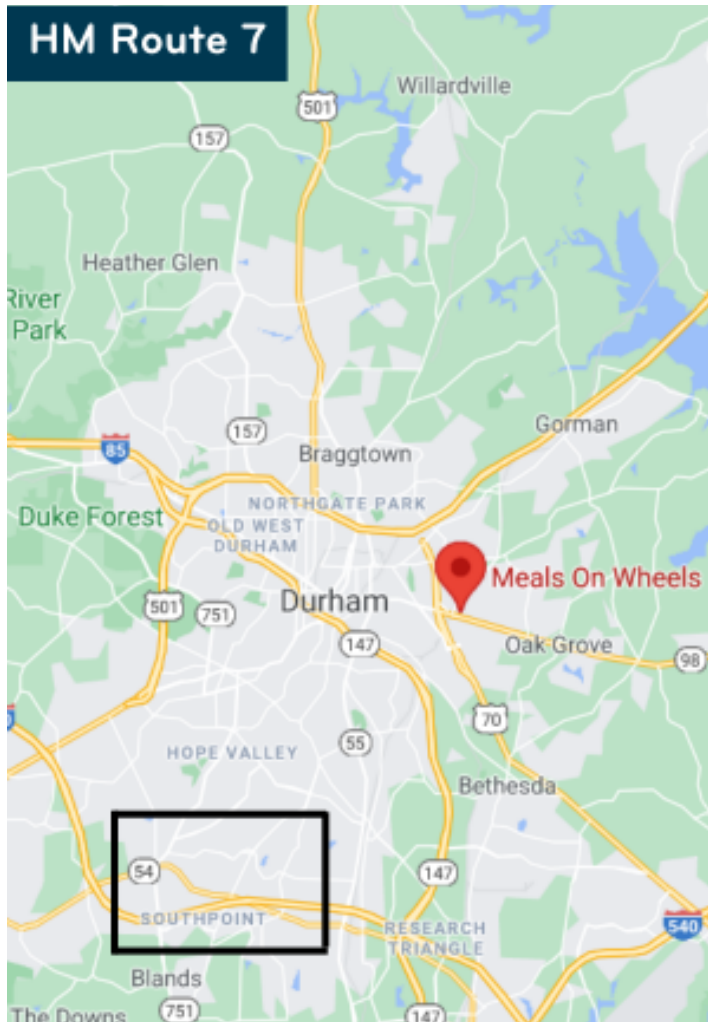 HM Route 7
Willardville
501
157
Heather Glen
River
Park
Gorman
157
85
Braggtown
NORTHGATE PARK
Duke Forest
OLD WEST
DURHAM
Meals On Wheels
Durham
501
751
147
Oak Grove
98
70
55
HOPE VALLEY
Bethesda
54
147
SOUTHPOINT
RESEARCH
TRIANGLE
540
Blands
The Downs
751
147